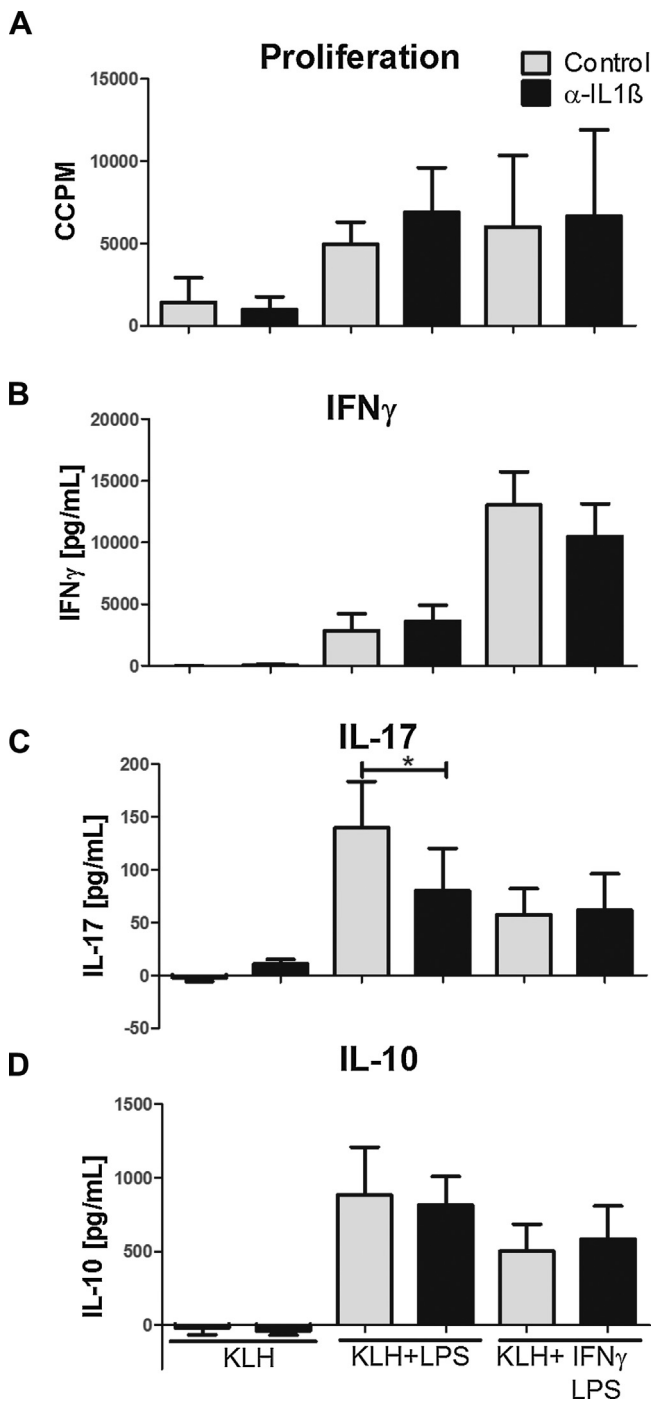 A
Proliferation
Control
α-IL1ß
15000
10000
5000
0
CCPM
B
IFNγ
20000
15000
10000
5000
0
IFNγ [pg/mL]
C
IL-17
200
150
100
50
0
-50
IL-17 [pg/mL]
*
D
IL-10
1500
1000
500
0
IL-10 [pg/mL]
KLH
KLH+LPS
KLH+ IFNγ
LPS